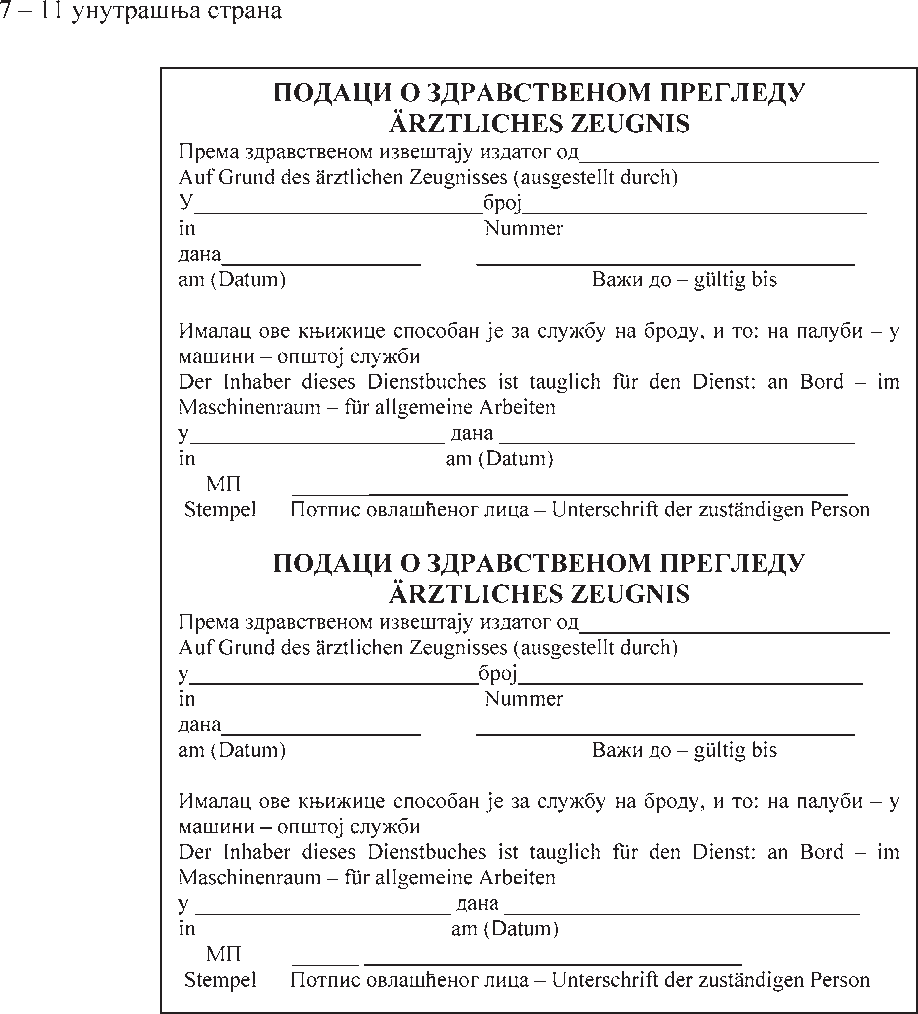 7 – 11 унутрашња страна
ПОДАЦИ О ЗДРАВСТВЕНОМ ПРЕГЛЕДУ
ÄRZTLICHES ZEUGNIS
Према здравственом извештају издатог од
Auf Grund des ärztlichen Zeugnisses (ausgestellt durch)
У број
in Nummer
дана
am (Datum) Важи до – gültig bis
Ималац ове књижице способан је за службу на броду, и то: на палуби – у
машини – општој служби
Der Inhaber dieses Dienstbuches ist tauglich für den Dienst: an Bord – im
Maschinenraum – für allgemeine Arbeiten
у дана
in am (Datum)
МП
Stempel Потпис овлашћеног лица – Unterschrift der zuständigen Person
ПОДАЦИ О ЗДРАВСТВЕНОМ ПРЕГЛЕДУ
ÄRZTLICHES ZEUGNIS
Према здравственом извештају издатог од
Auf Grund des ärztlichen Zeugnisses (ausgestellt durch)
у број
in Nummer
дана
am (Datum) Важи до – gültig bis
Ималац ове књижице способан је за службу на броду, и то: на палуби – у
машини – општој служби
Der Inhaber dieses Dienstbuches ist tauglich für den Dienst: an Bord – im
Maschinenraum – für allgemeine Arbeiten
у дана
in am (Datum)
МП
Stempel Потпис овлашћеног лица – Unterschrift der zuständigen Person